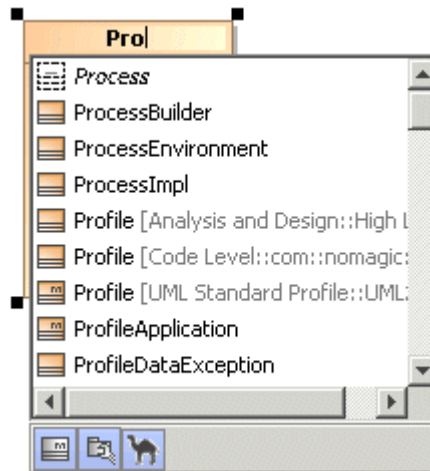 Pro
Process
ProcessBuilder
ProcessEnvironment
ProcessImpl
Profile [Analysis and Design::High L
Profile [Code Level::com::nomagic:
Profile [UML Standard Profile::UML2
ProfileApplication
ProfileDataException